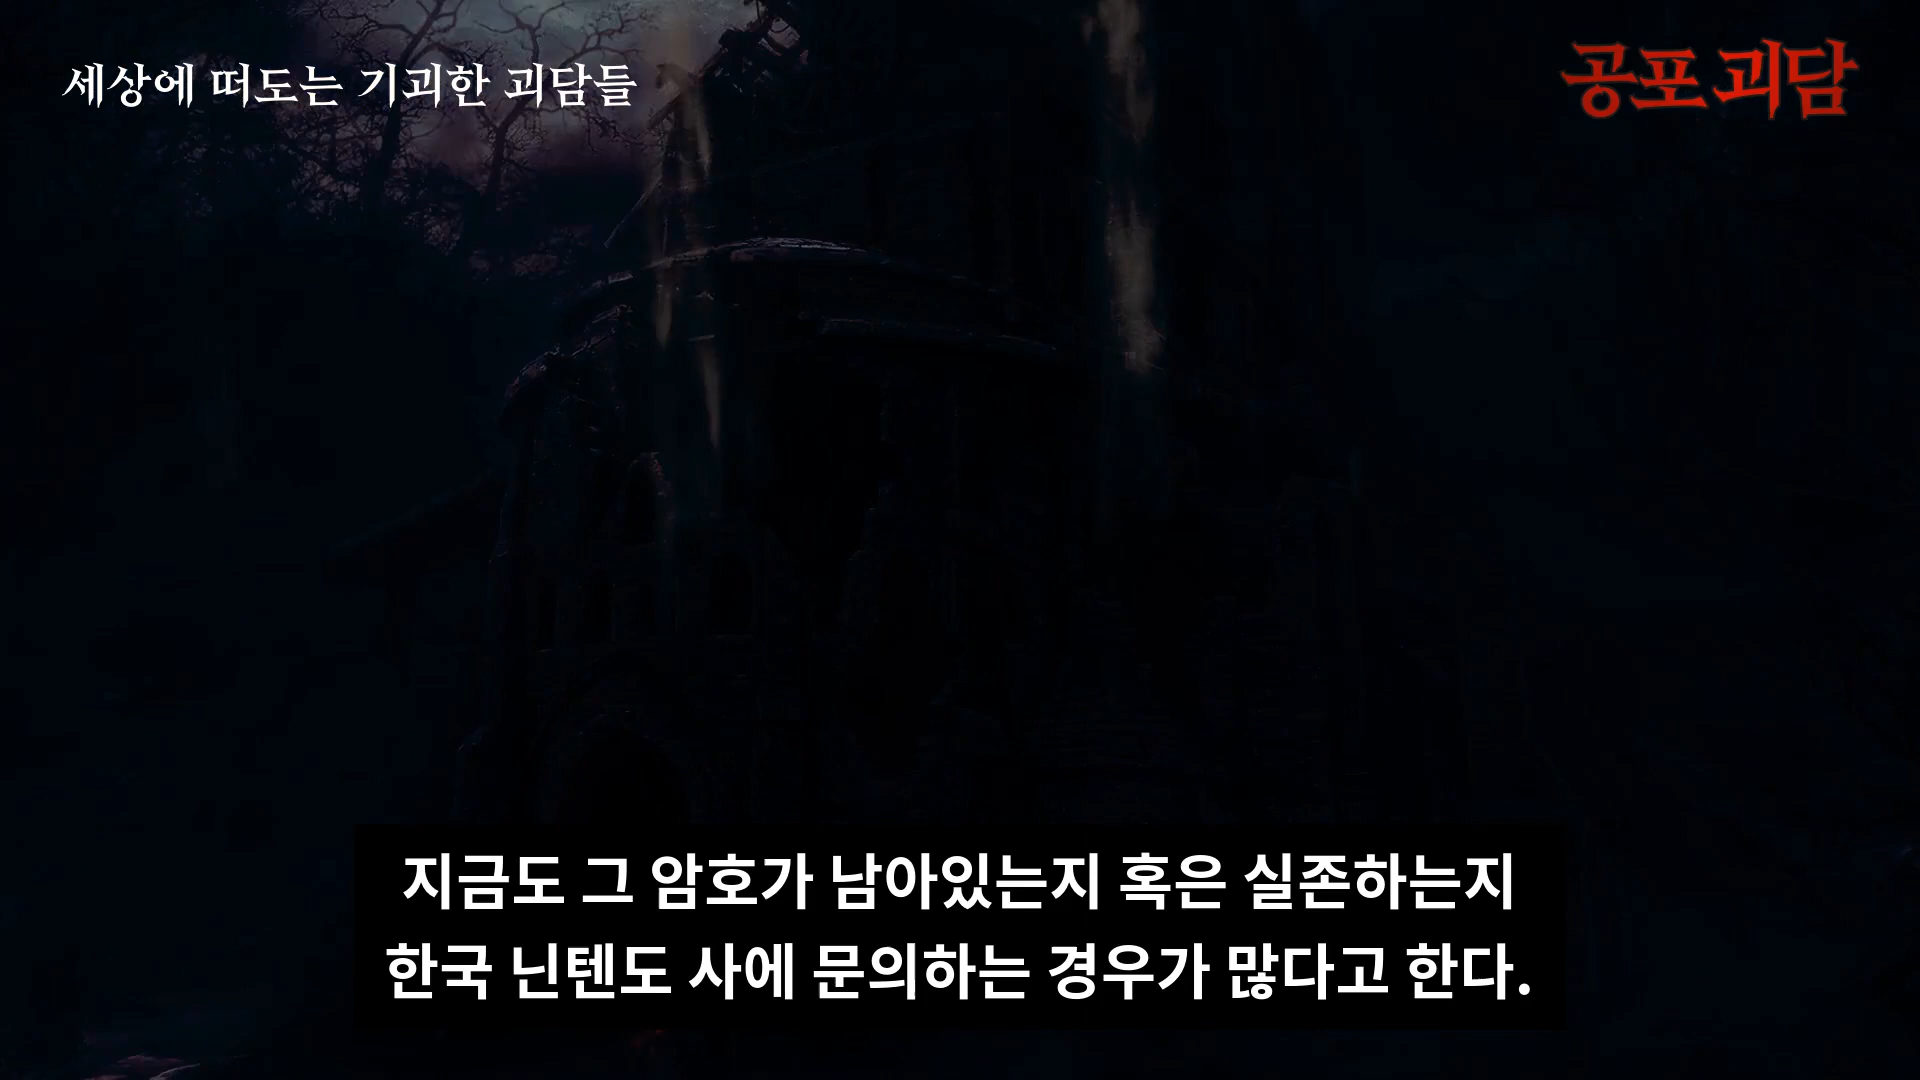 세상에 떠도는 기괴한 괴담들
공포 괴담
지금도 그 암호가 남아있는지 혹은 실존하는지
한국 닌텐도 사에 문의하는 경우가 많다고 한다.